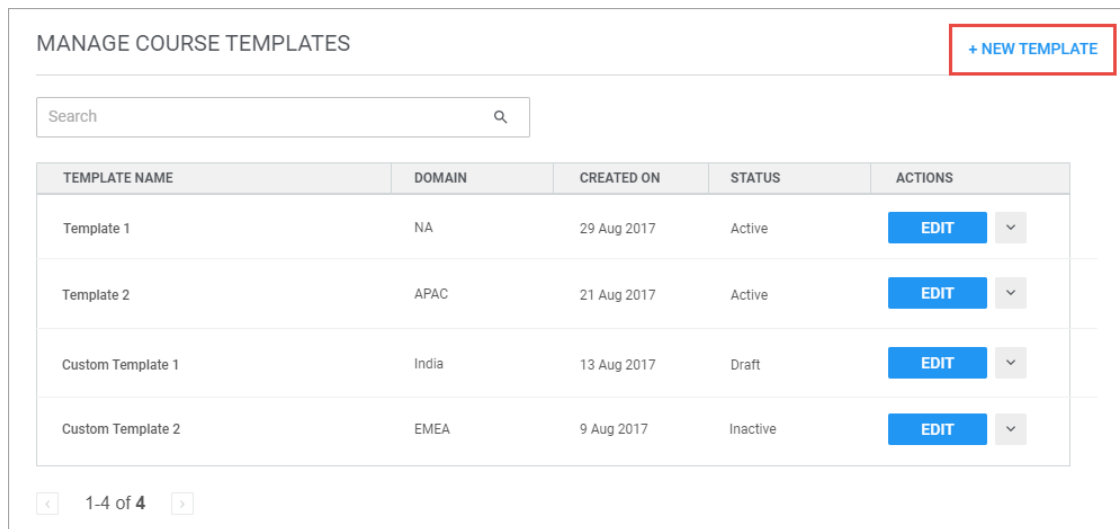 MANAGE COURSE TEMPLATES
+ NEW TEMPLATE
Search
TEMPLATE NAME DOMAIN CREATED ON STATUS ACTIONS
Template 1 NA 29 Aug 2017 Active EDIT
Template 2 APAC 21 Aug 2017 Active EDIT
Custom Template 1 India 13 Aug 2017 Draft EDIT
Custom Template 2 EMEA 9 Aug 2017 Inactive EDIT
1-4 of 4